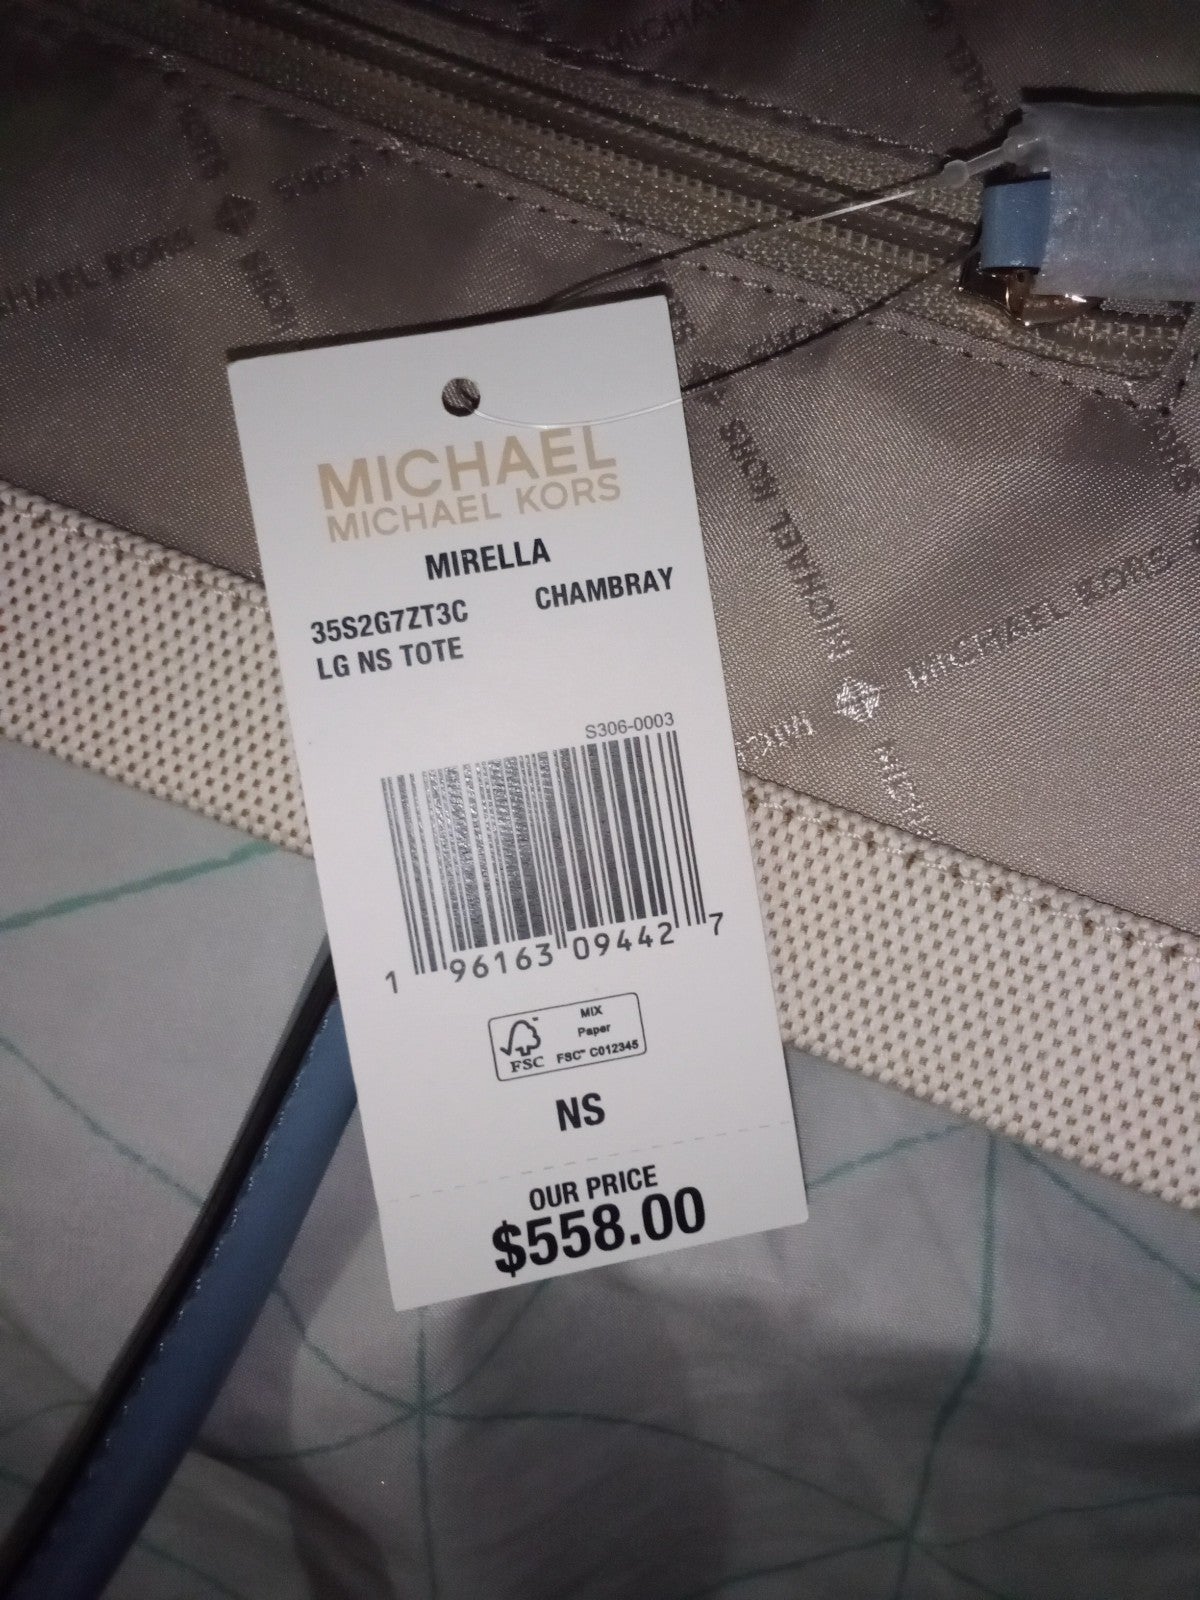 MICHAEL
MICHAEL KORS
MIRELLA
35S2G7ZT3C CHAMBRAY
LG NS TOTE
S306-0003
1 96163 09442 7
MIX
Paper
FSC™ C012345
FSC
NS
OUR PRICE
$558.00
MICHAEL KORS
MICHAEL KORS
MICHAEL KORS